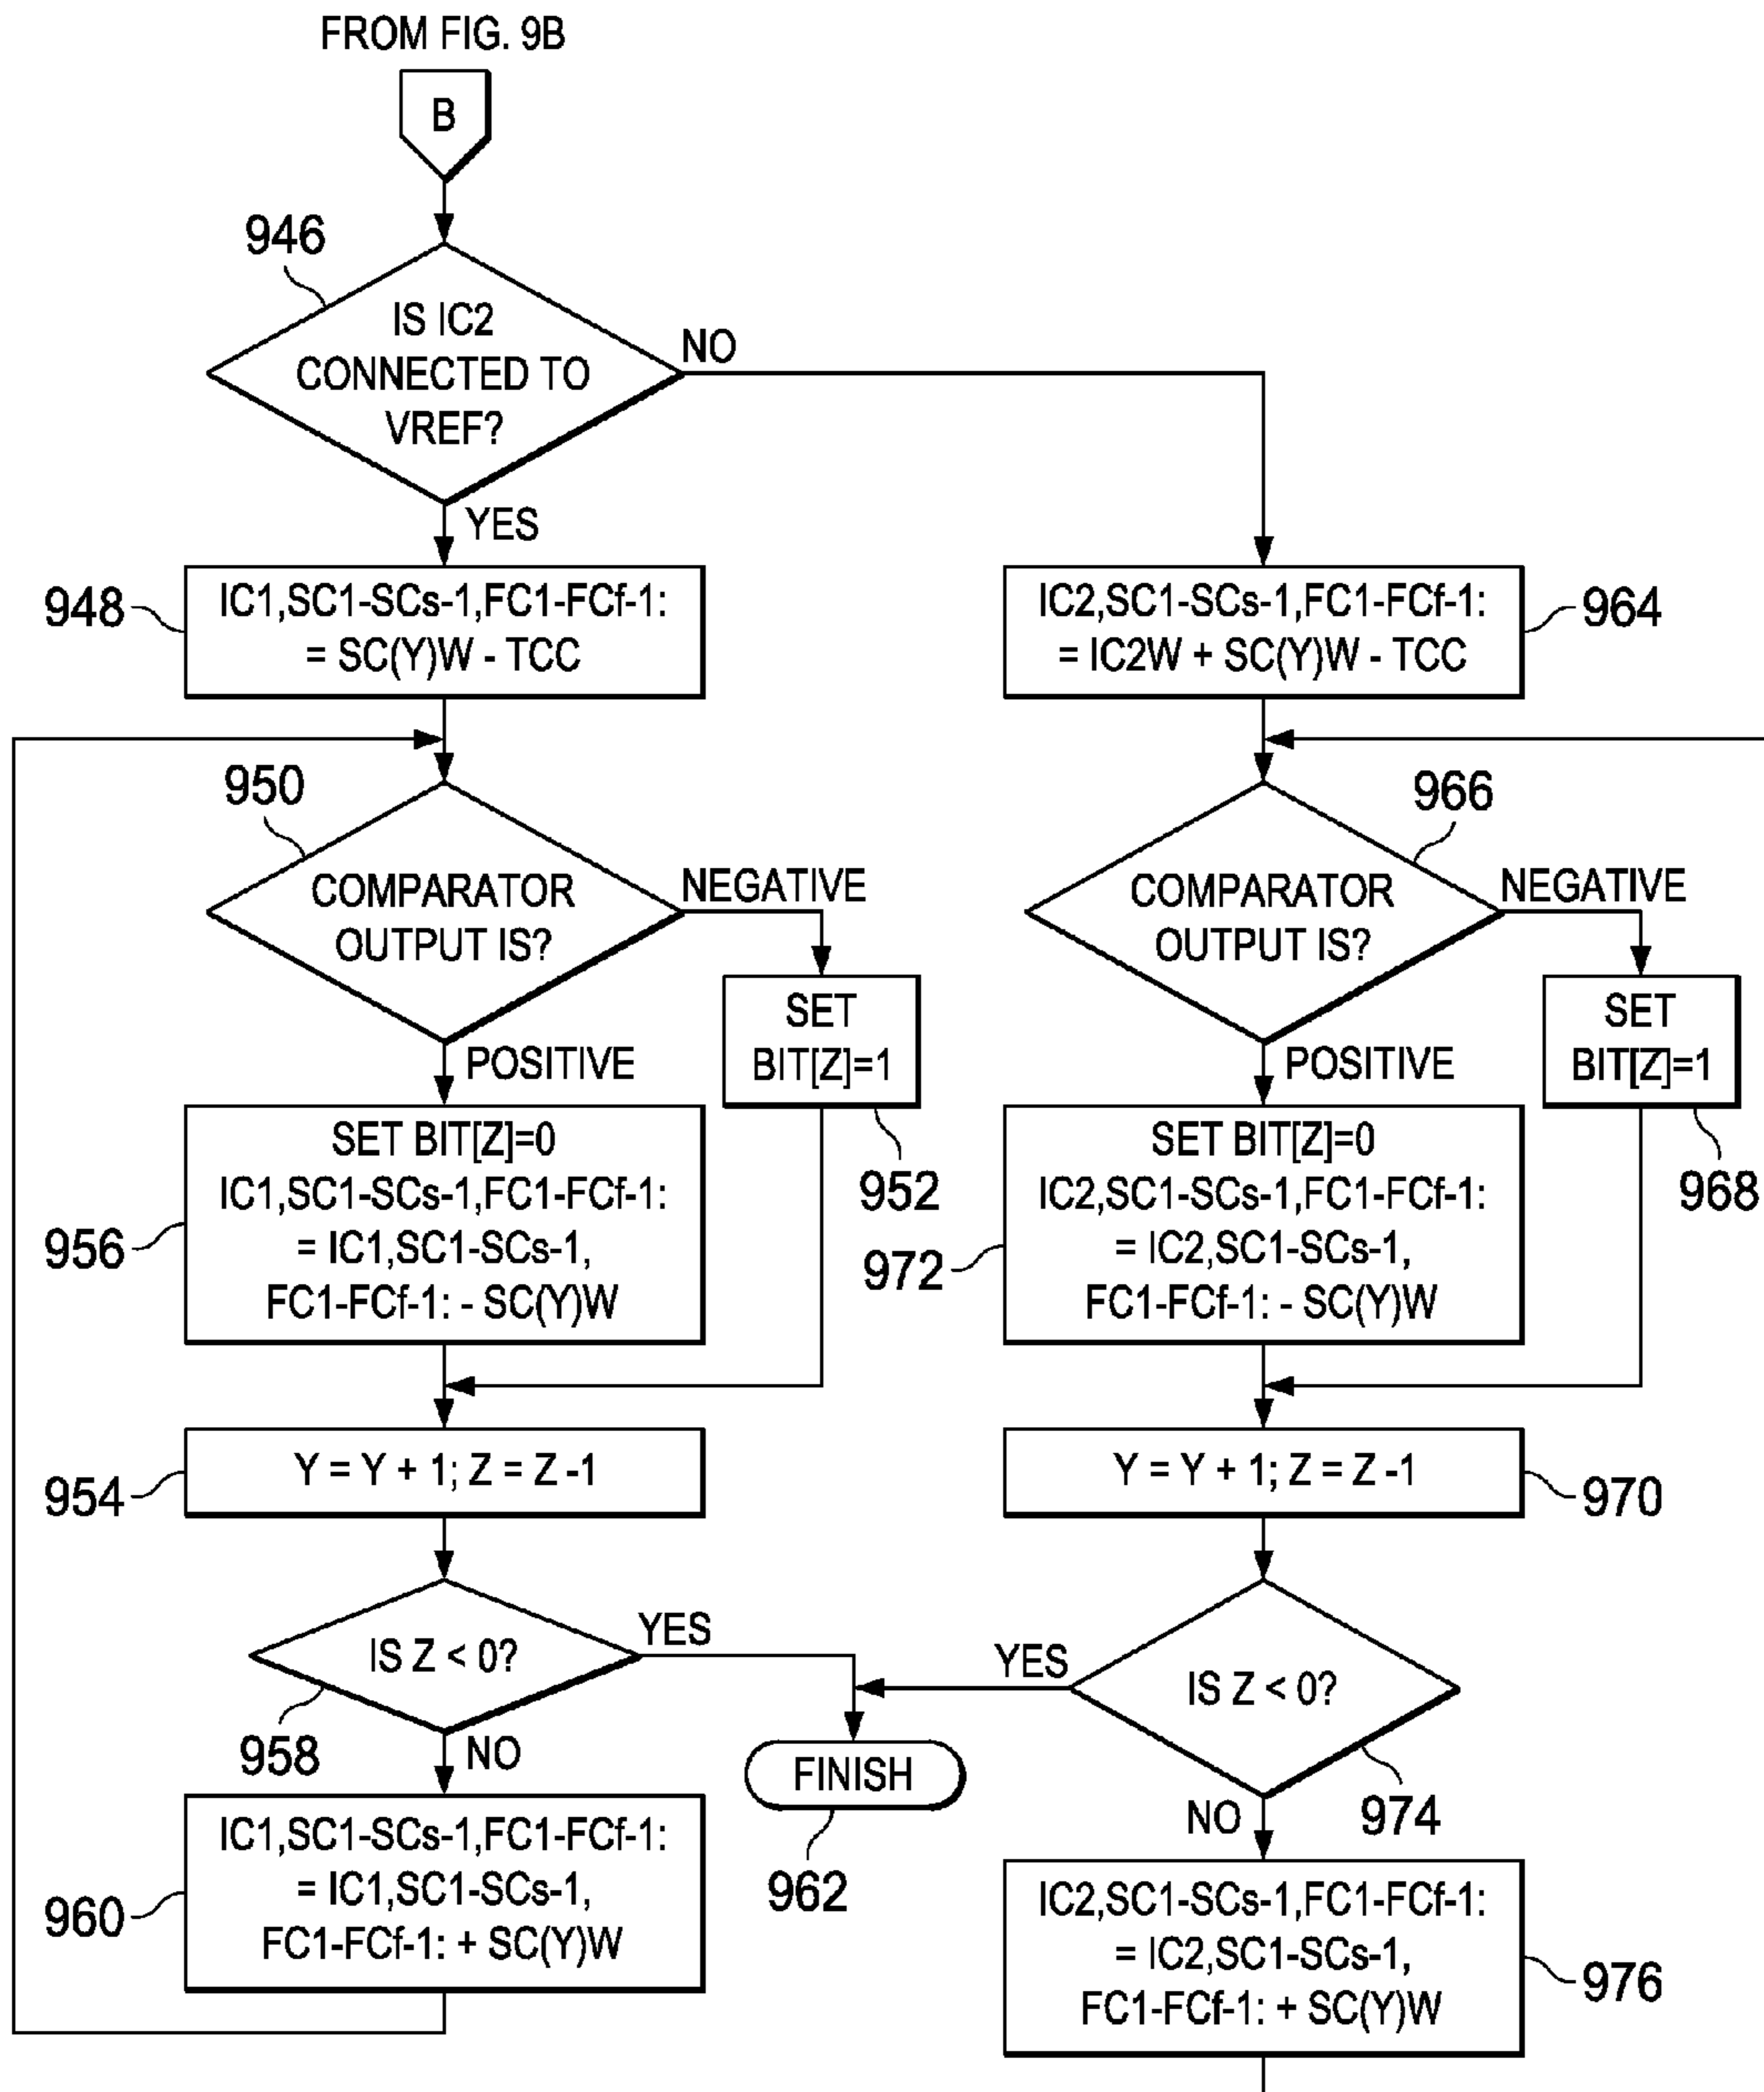 FROM FIG. 9B
B
946
IS IC2
CONNECTED TO
VREF?
NO
YES
948
IC1,SC1-SCs-1,FC1-FCf-1:
= SC(Y)W - TCC
IC2,SC1-SCs-1,FC1-FCf-1:
= IC2W + SC(Y)W - TCC
964
950
COMPARATOR
OUTPUT IS?
NEGATIVE
POSITIVE
SET
BIT[Z]=1
952
966
COMPARATOR
OUTPUT IS?
NEGATIVE
POSITIVE
SET
BIT[Z]=1
968
956
SET BIT[Z]=0
IC1,SC1-SCs-1,FC1-FCf-1:
= IC1,SC1-SCs-1,
FC1-FCf-1: - SC(Y)W
972
SET BIT[Z]=0
IC2,SC1-SCs-1,FC1-FCf-1:
= IC2,SC1-SCs-1,
FC1-FCf-1: - SC(Y)W
954
Y = Y + 1; Z = Z -1
Y = Y + 1; Z = Z -1
970
IS Z < 0?
YES
958
NO
YES
IS Z < 0?
974
NO
FINISH
962
960
IC1,SC1-SCs-1,FC1-FCf-1:
= IC1,SC1-SCs-1,
FC1-FCf-1: + SC(Y)W
IC2,SC1-SCs-1,FC1-FCf-1:
= IC2,SC1-SCs-1,
FC1-FCf-1: + SC(Y)W
976